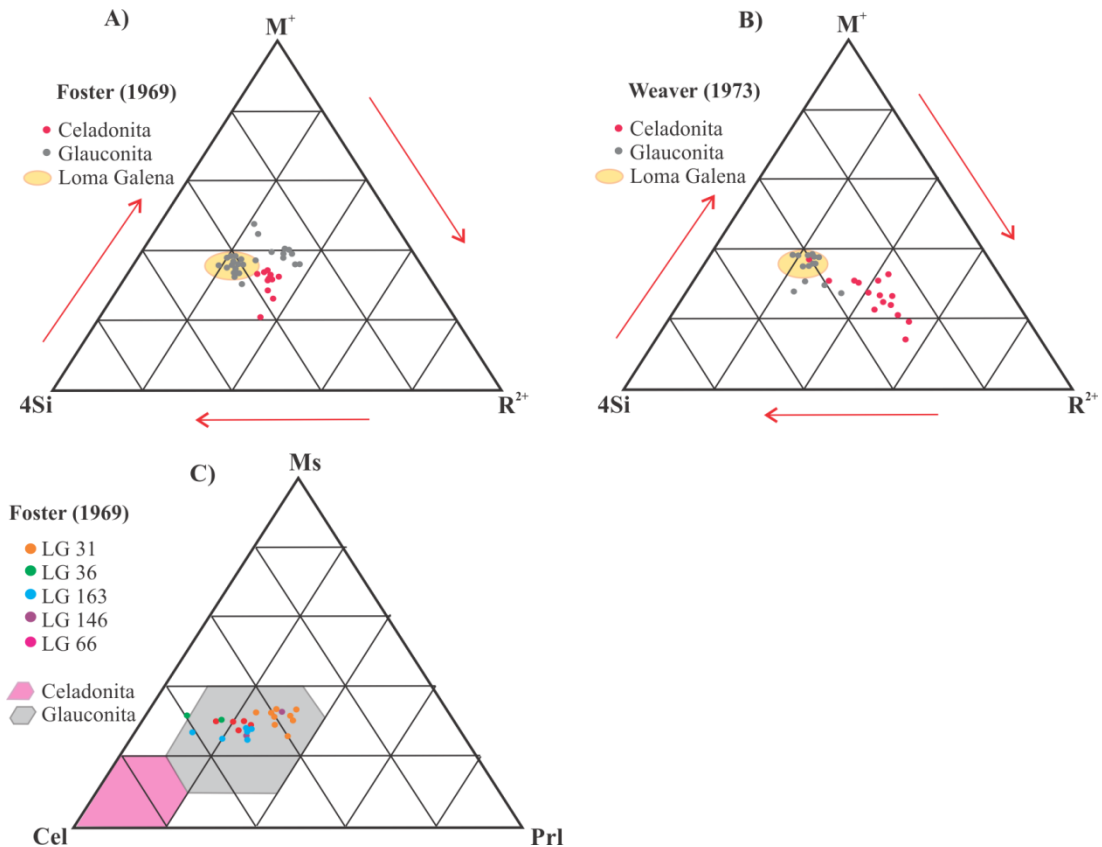 A)
M⁺
Foster (1969)
Celadonita
Glauconita
Loma Galena
4Si
R²⁺
B)
M⁺
Weaver (1973)
Celadonita
Glauconita
Loma Galena
4Si
R²⁺
C)
Ms
Foster (1969)
LG 31
LG 36
LG 163
LG 146
LG 66
Celadonita
Glauconita
Cel
Prl